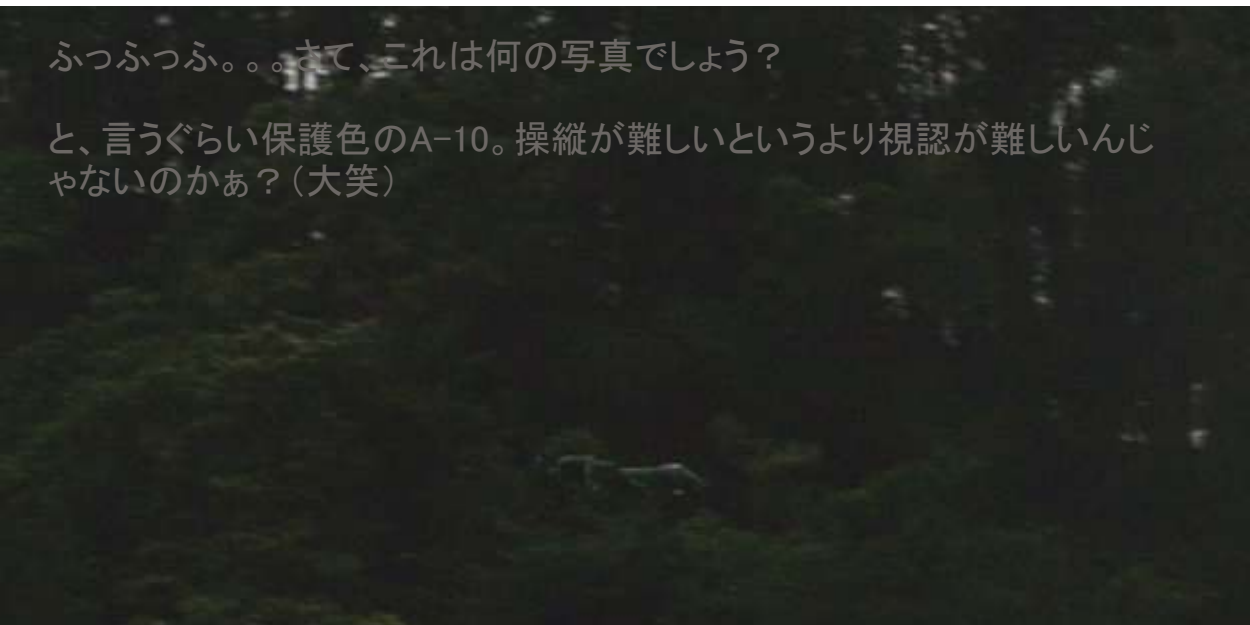 ふっふっふ。。。さて、これは何の写真でしょう？
と、言うぐらい保護色のA-10。操縦が難しいというより視認が難しいんじ
ゃないのかぁ？（大笑）